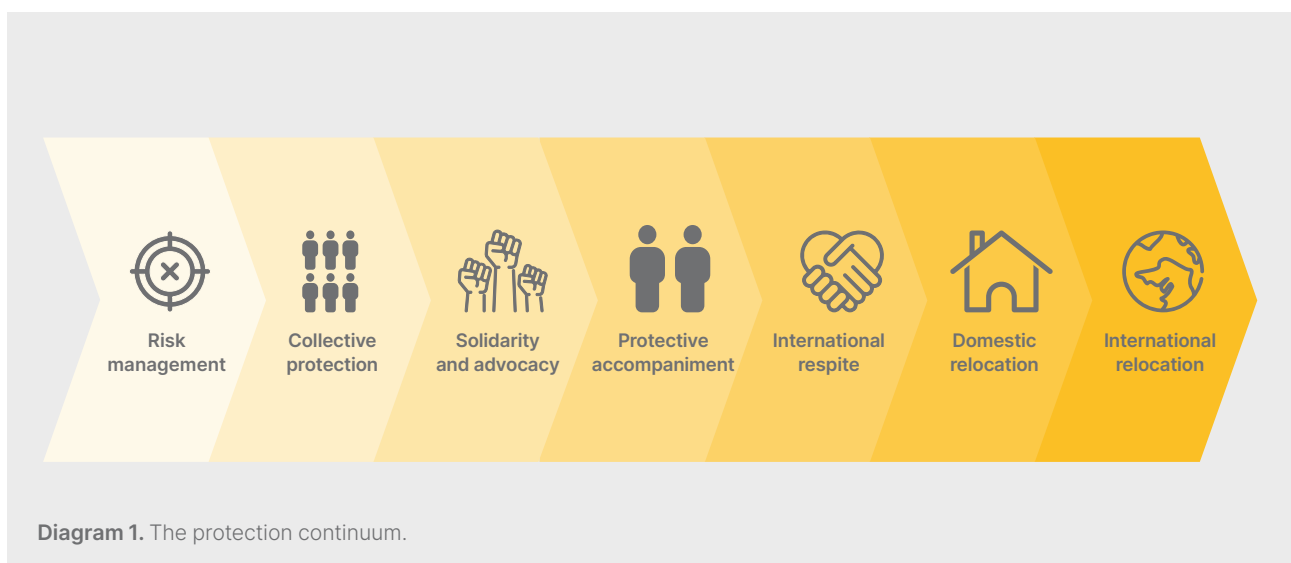 Risk
management
Collective
protection
Solidarity
and advocacy
Protective
accompaniment
International
respite
Domestic
relocation
International
relocation
Diagram 1. The protection continuum.